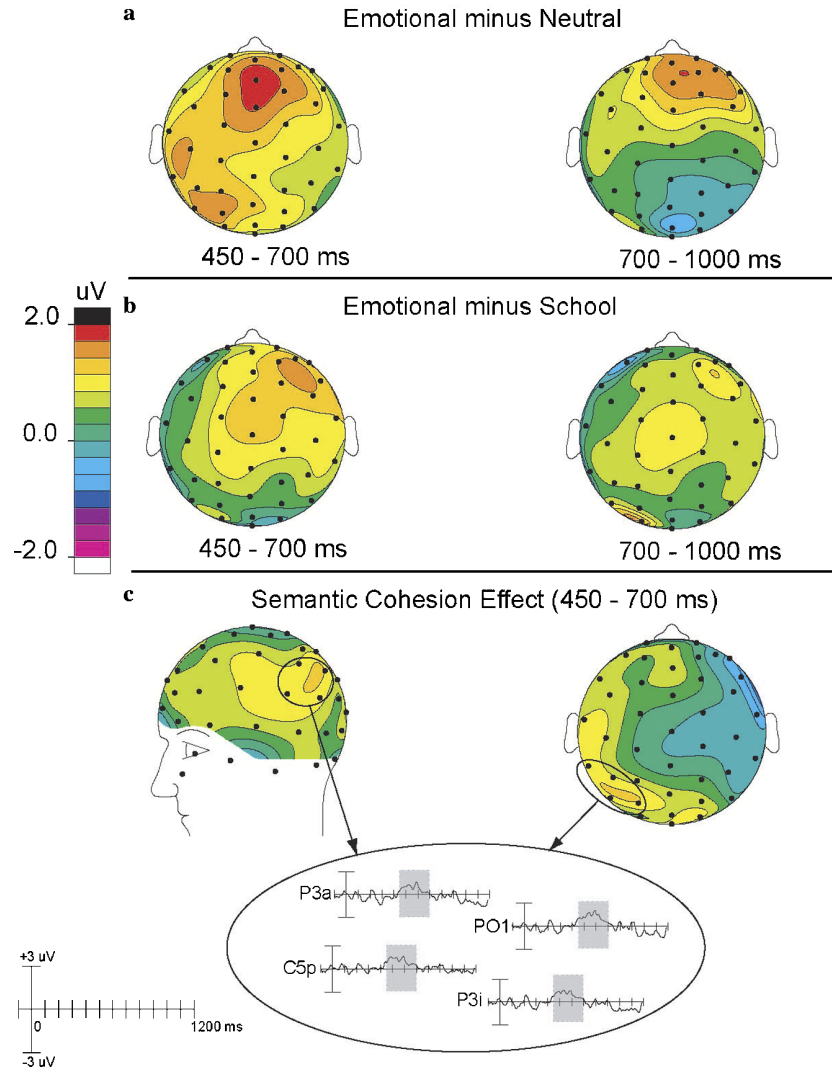 a
Emotional minus Neutral
450 - 700 ms
700 - 1000 ms
uV
2.0
0.0
-2.0
b
Emotional minus School
450 - 700 ms
700 - 1000 ms
c
Semantic Cohesion Effect (450 - 700 ms)
P3a
PO1
C5p
P3i
+3 uV
0
1200 ms
-3 uV